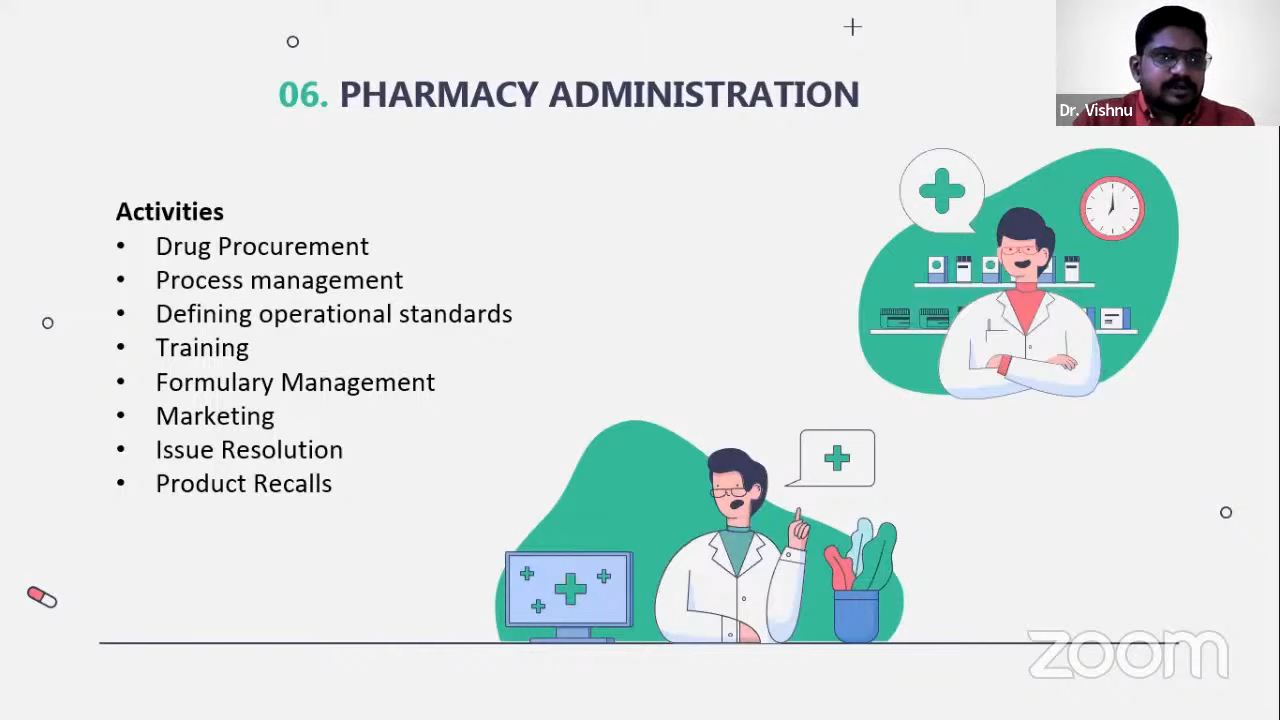 06. PHARMACY ADMINISTRATION
Dr. Vishnu
Activities
• Drug Procurement
• Process management
• Defining operational standards
• Training
• Formulary Management
• Marketing
• Issue Resolution
• Product Recalls
zoom